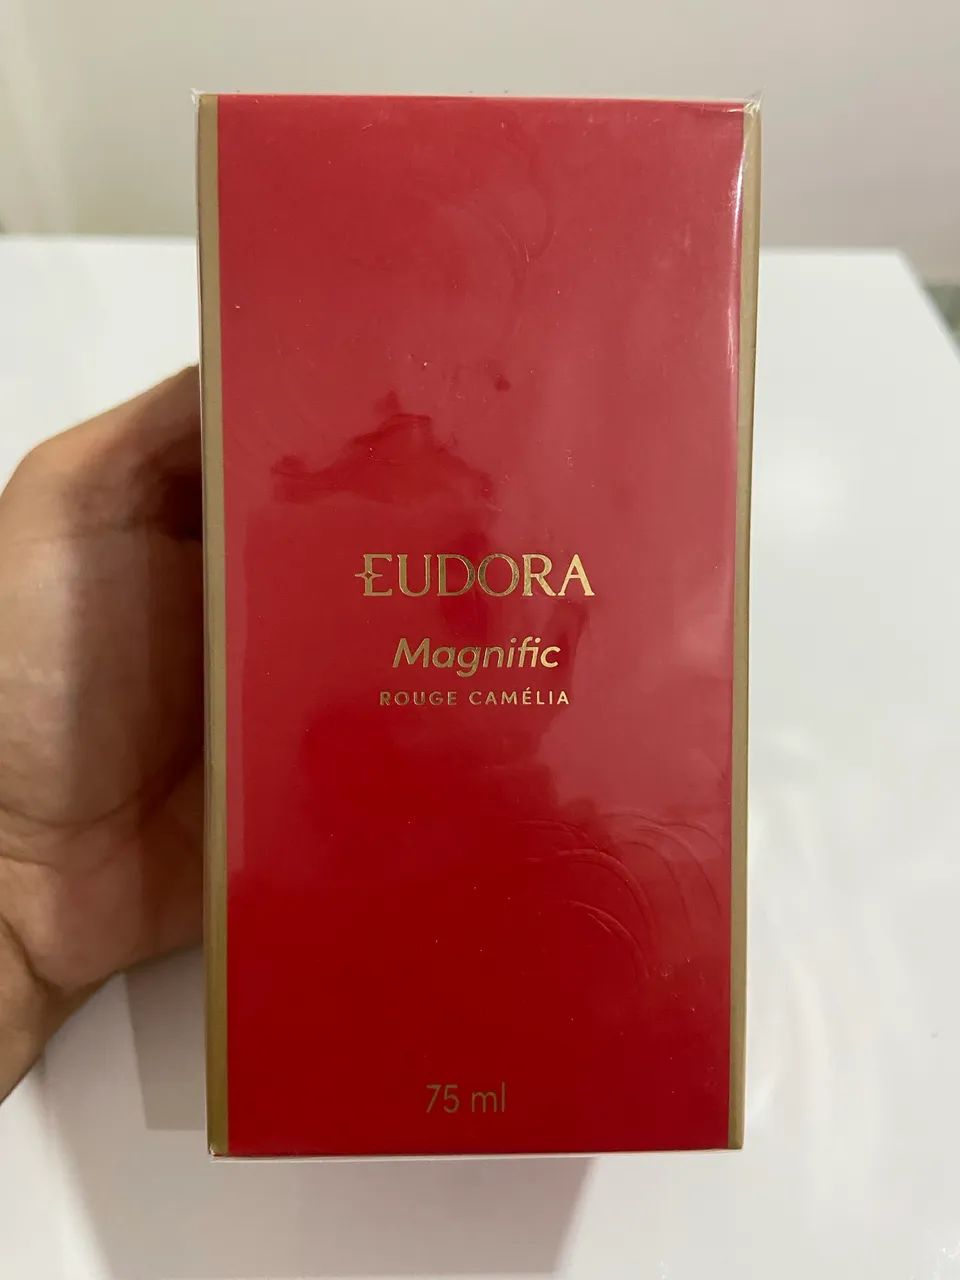 EUDORA
Magnific
ROUGE CAMÉLIA
75 ml